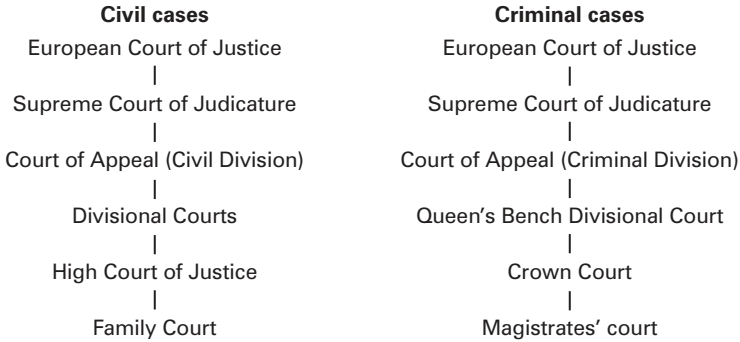 Civil cases
European Court of Justice
Supreme Court of Judicature
Court of Appeal (Civil Division)
Divisional Courts
High Court of Justice
Family Court
Criminal cases
European Court of Justice
Supreme Court of Judicature
Court of Appeal (Criminal Division)
Queen's Bench Divisional Court
Crown Court
Magistrates' court